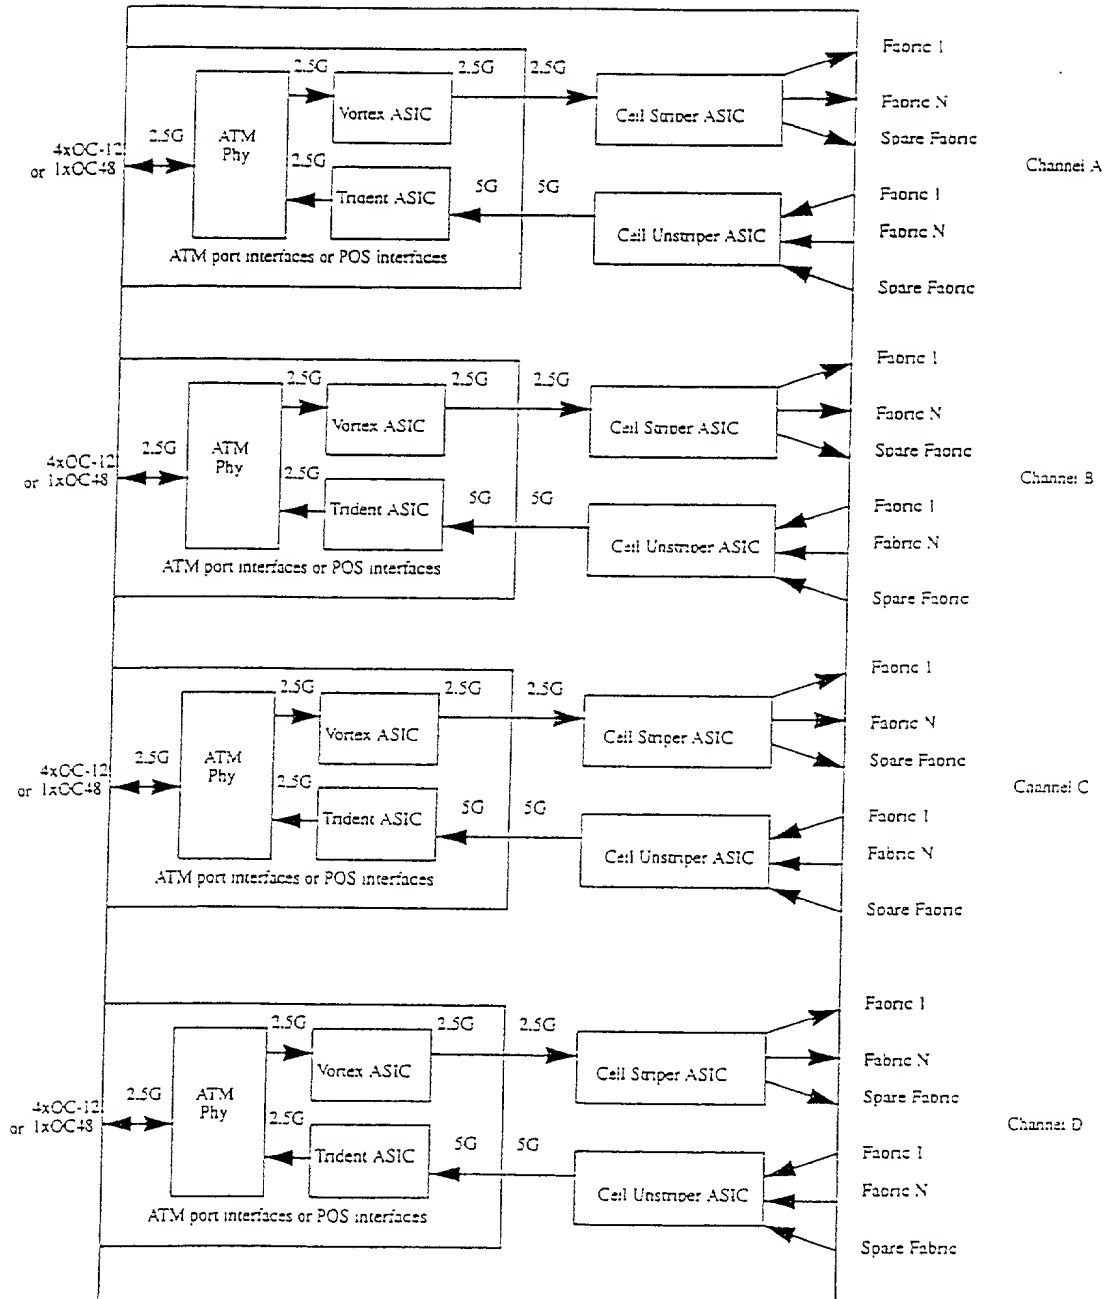 Fabric 1
2.5G 2.5G 2.5G
Vortex ASIC
Cell Striper ASIC
Fabric N
ATM
Phy
2.5G
4xOC-12
or 1xOC48
Spare Fabric
Channel A
2.5G
Trident ASIC
5G 5G
Fabric 1
Cell Unstriper ASIC
Fabric N
ATM port interfaces or POS interfaces
Spare Fabric
Fabric 1
2.5G 2.5G 2.5G
Vortex ASIC
Cell Striper ASIC
Fabric N
ATM
Phy
2.5G
4xOC-12
or 1xOC48
Spare Fabric
Channel B
2.5G
Trident ASIC
5G 5G
Fabric 1
Cell Unstriper ASIC
Fabric N
ATM port interfaces or POS interfaces
Spare Fabric
Fabric 1
2.5G 2.5G 2.5G
Vortex ASIC
Cell Striper ASIC
Fabric N
ATM
Phy
2.5G
4xOC-12
or 1xOC48
Spare Fabric
Channel C
2.5G
Trident ASIC
5G 5G
Fabric 1
Cell Unstriper ASIC
Fabric N
ATM port interfaces or POS interfaces
Spare Fabric
Fabric 1
2.5G 2.5G 2.5G
Vortex ASIC
Cell Striper ASIC
Fabric N
ATM
Phy
2.5G
4xOC-12
or 1xOC48
Spare Fabric
Channel D
2.5G
Trident ASIC
5G 5G
Fabric 1
Cell Unstriper ASIC
Fabric N
ATM port interfaces or POS interfaces
Spare Fabric